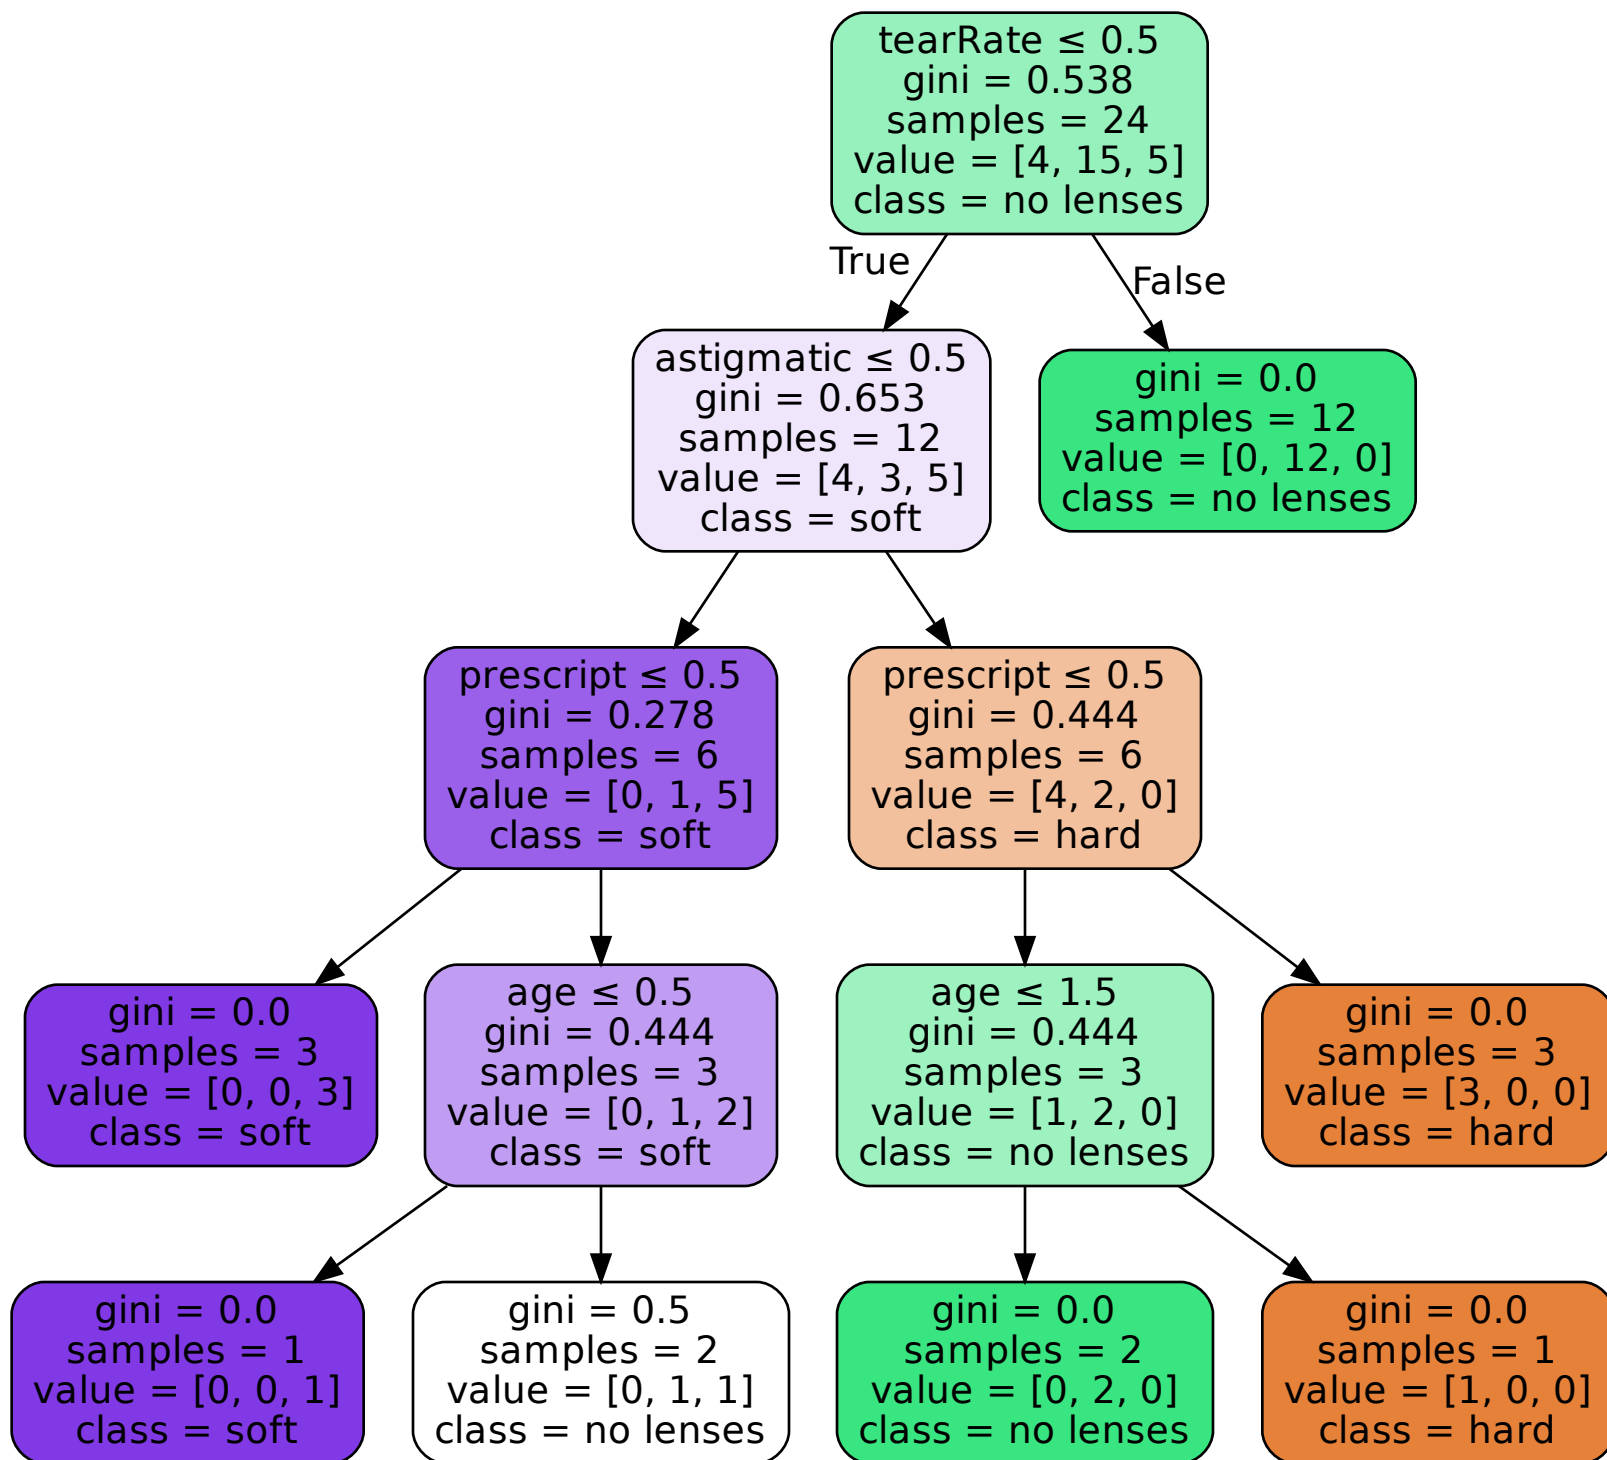 tearRate ≤ 0.5
gini = 0.538
samples = 24
value = [4, 15, 5]
class = no lenses
True
False
astigmatic ≤ 0.5
gini = 0.653
samples = 12
value = [4, 3, 5]
class = soft
gini = 0.0
samples = 12
value = [0, 12, 0]
class = no lenses
prescript ≤ 0.5
gini = 0.278
samples = 6
value = [0, 1, 5]
class = soft
prescript ≤ 0.5
gini = 0.444
samples = 6
value = [4, 2, 0]
class = hard
gini = 0.0
samples = 3
value = [0, 0, 3]
class = soft
age ≤ 0.5
gini = 0.444
samples = 3
value = [0, 1, 2]
class = soft
age ≤ 1.5
gini = 0.444
samples = 3
value = [1, 2, 0]
class = no lenses
gini = 0.0
samples = 3
value = [3, 0, 0]
class = hard
gini = 0.0
samples = 1
value = [0, 0, 1]
class = soft
gini = 0.5
samples = 2
value = [0, 1, 1]
class = no lenses
gini = 0.0
samples = 2
value = [0, 2, 0]
class = no lenses
gini = 0.0
samples = 1
value = [1, 0, 0]
class = hard